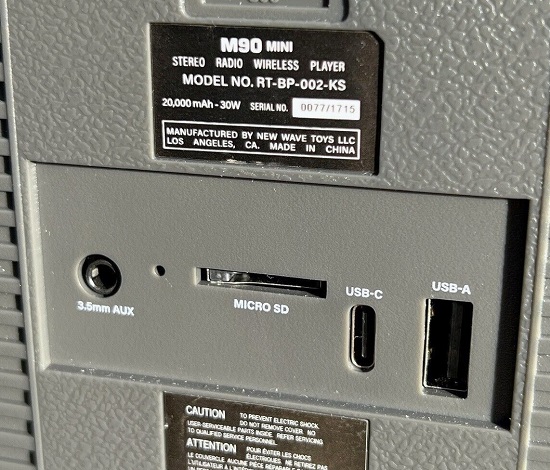 M90 MINI
STEREO RADIO WIRELESS PLAYER
MODEL NO. RT-BP-002-KS
20,000 mAh - 30W SERIAL NO. 0077/1715
MANUFACTURED BY NEW WAVE TOYS LLC
LOS ANGELES, CA. MADE IN CHINA
3.5mm AUX
MICRO SD
USB-C
USB-A
CAUTION TO PREVENT ELECTRIC SHOCK.
DO NOT REMOVE COVER. NO
USER-SERVICEABLE PARTS INSIDE. REFER SERVICING
TO QUALIFIED SERVICE PERSONNEL.
ATTENTION POUR ÉVITER LES CHOCS
ÉLECTRIQUES NE RETIREZ PAS
LE COUVERCLE AUCUNE PIÈCE RÉPARABLE